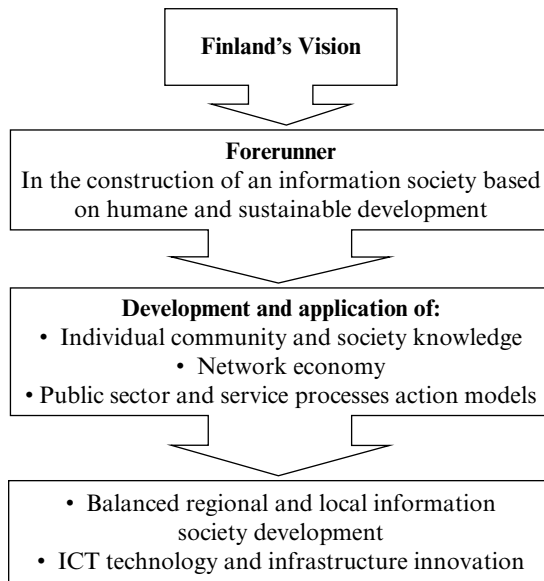 Finland's Vision
Forerunner
In the construction of an information society based
on humane and sustainable development
Development and application of:
• Individual community and society knowledge
• Network economy
• Public sector and service processes action models
• Balanced regional and local information
society development
• ICT technology and infrastructure innovation